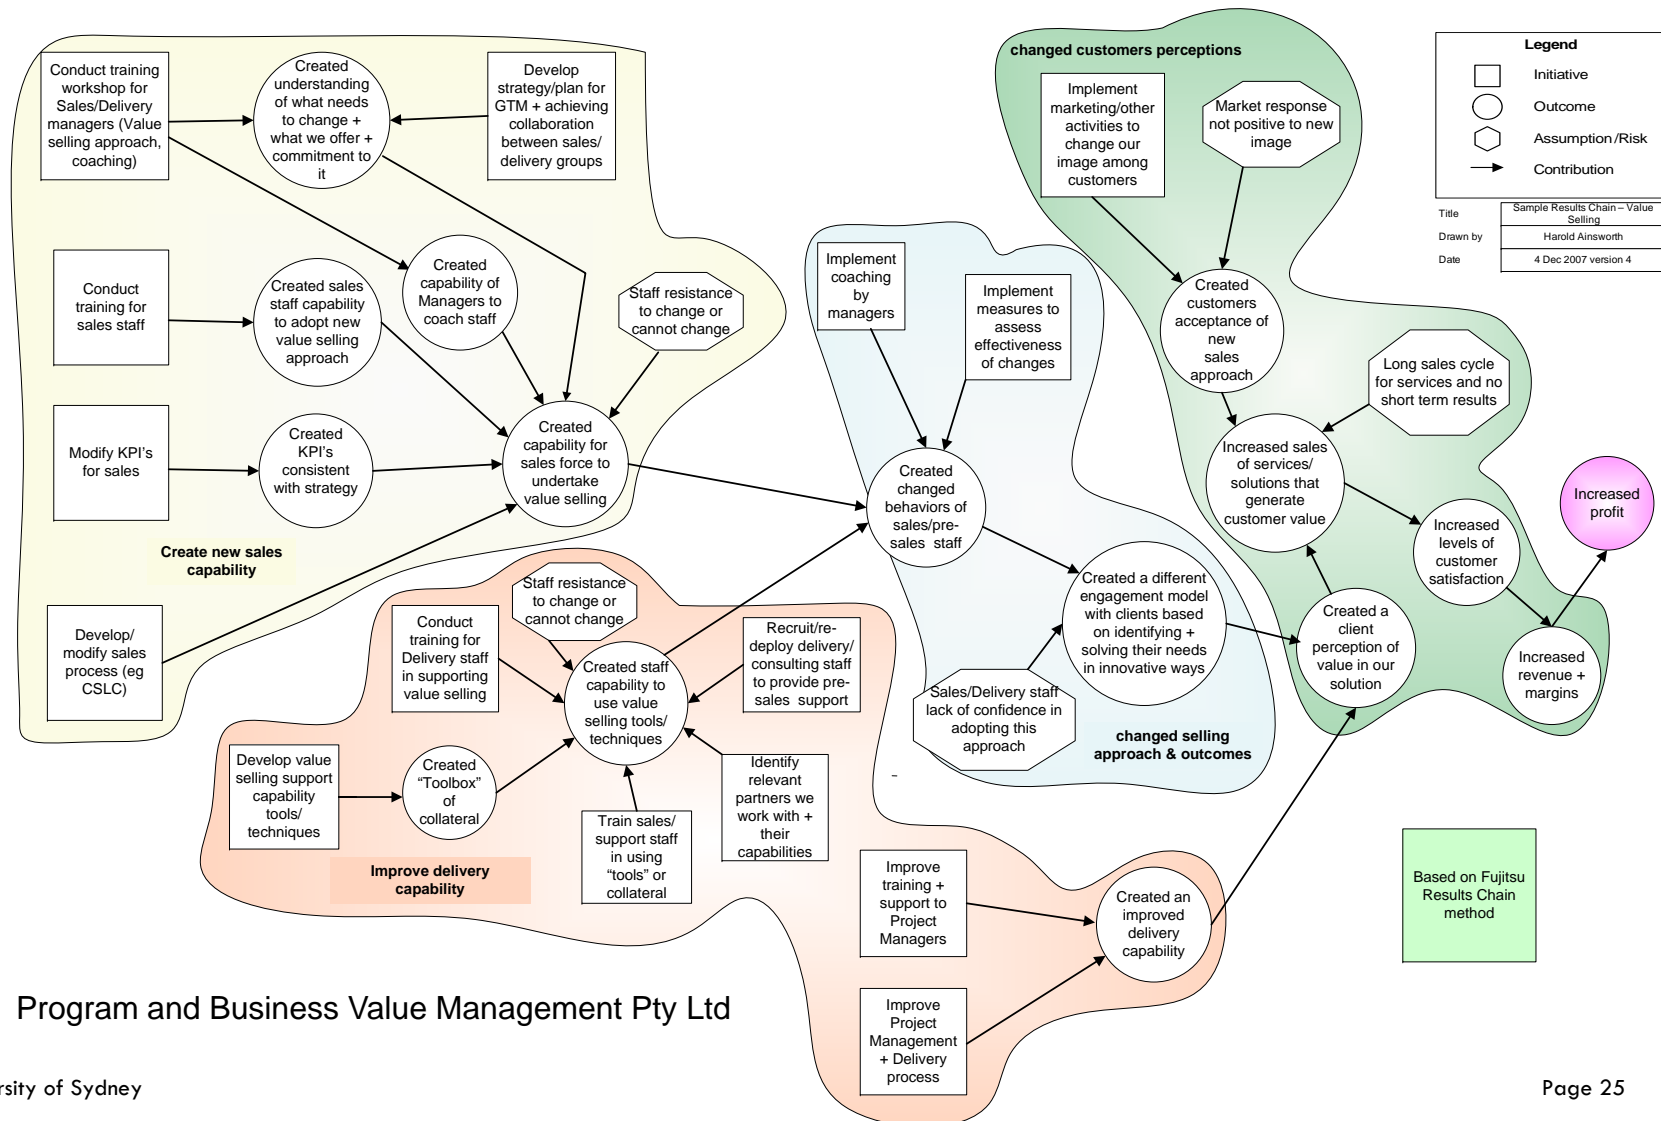 Conduct training
workshop for
Sales/Delivery
managers (Value
selling approach,
coaching)
Created
understanding
of what needs
to change +
what we offer +
commitment to
it
Develop
strategy/plan for
GTM + achieving
collaboration
between sales/
delivery groups
Conduct
training for
sales staff
Created sales
staff capability
to adopt new
value selling
approach
Created
capability of
Managers to
coach staff
Staff resistance
to change or
cannot change
Modify KPI's
for sales
Created
KPI's
consistent
with strategy
Created
capability for
sales force to
undertake
value selling
Create new sales
capability
Develop/
modify sales
process (eg
CSLC)
Staff resistance
to change or
cannot change
Conduct
training for
Delivery staff
in supporting
value selling
Created staff
capability to
use value
selling tools/
techniques
Recruit/re-
deploy delivery/
consulting staff
to provide pre-
sales support
Develop value
selling support
capability
tools/
techniques
Created
“Toolbox”
of
collateral
Train sales/
support staff
in using
“tools” or
collateral
Identify
relevant
partners we
work with +
their
capabilities
Improve delivery
capability
Improve
training +
support to
Project
Managers
Improve
Project
Management
+ Delivery
process
Created an
improved
delivery
capability
Implement
coaching
by
managers
Implement
measures to
assess
effectiveness
of changes
Created
changed
behaviors of
sales/pre-
sales staff
Created a different
engagement model
with clients based
on identifying +
solving their needs
in innovative ways
Sales/Delivery staff
lack of confidence in
adopting this
approach
changed selling
approach & outcomes
changed customers perceptions
Implement
marketing/other
activities to
change our
image among
customers
Market response
not positive to new
image
Created
customers
acceptance of
new
sales
approach
Long sales cycle
for services and no
short term results
Increased sales
of services/
solutions that
generate
customer value
Increased
levels of
customer
satisfaction
Created a
client
perception of
value in our
solution
Increased
revenue +
margins
Increased
profit
Legend
Initiative
Outcome
Assumption/Risk
Contribution
Title Sample Results Chain – Value
Selling
Drawn by Harold Ainsworth
Date 4 Dec 2007 version 4
Based on Fujitsu
Results Chain
method
Program and Business Value Management Pty Ltd
rsity of Sydney
Page 25